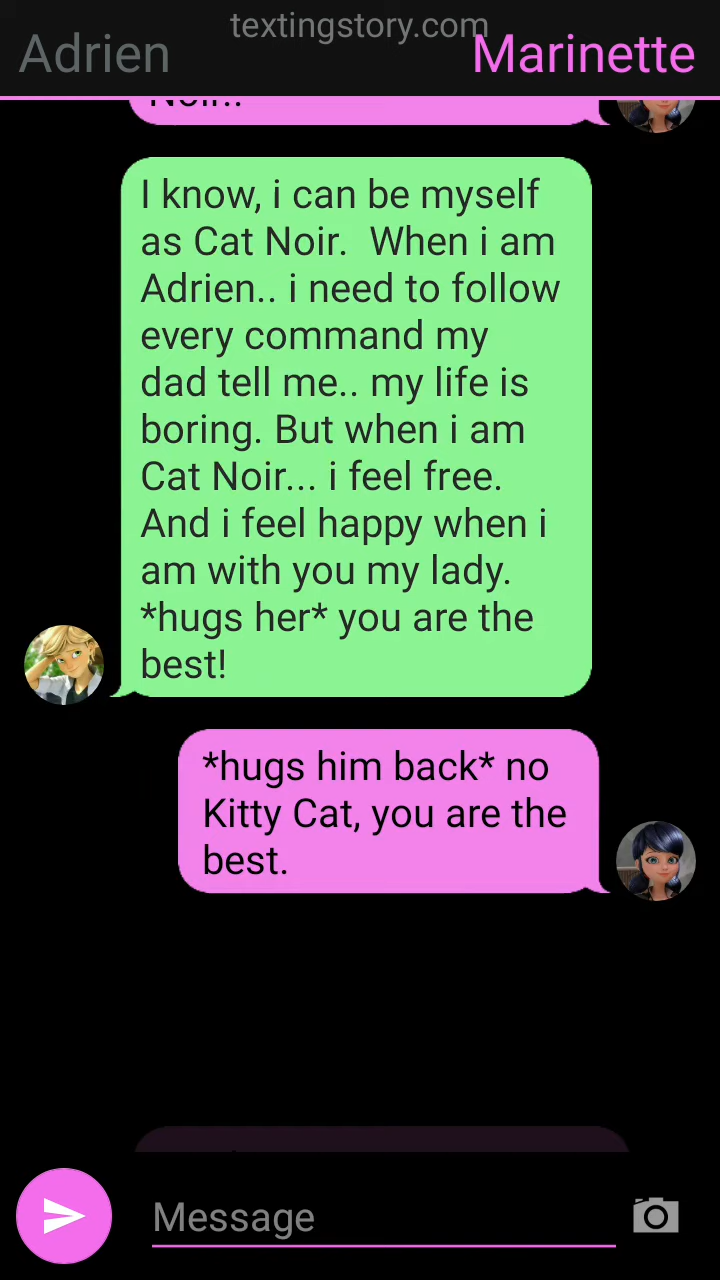 textingstory.com
Adrien
Marinette
Noir..
I know, i can be myself
as Cat Noir.  When i am
Adrien.. i need to follow
every command my
dad tell me.. my life is
boring. But when i am
Cat Noir... i feel free.
And i feel happy when i
am with you my lady.
*hugs her* you are the
best!
*hugs him back* no
Kitty Cat, you are the
best.
Message